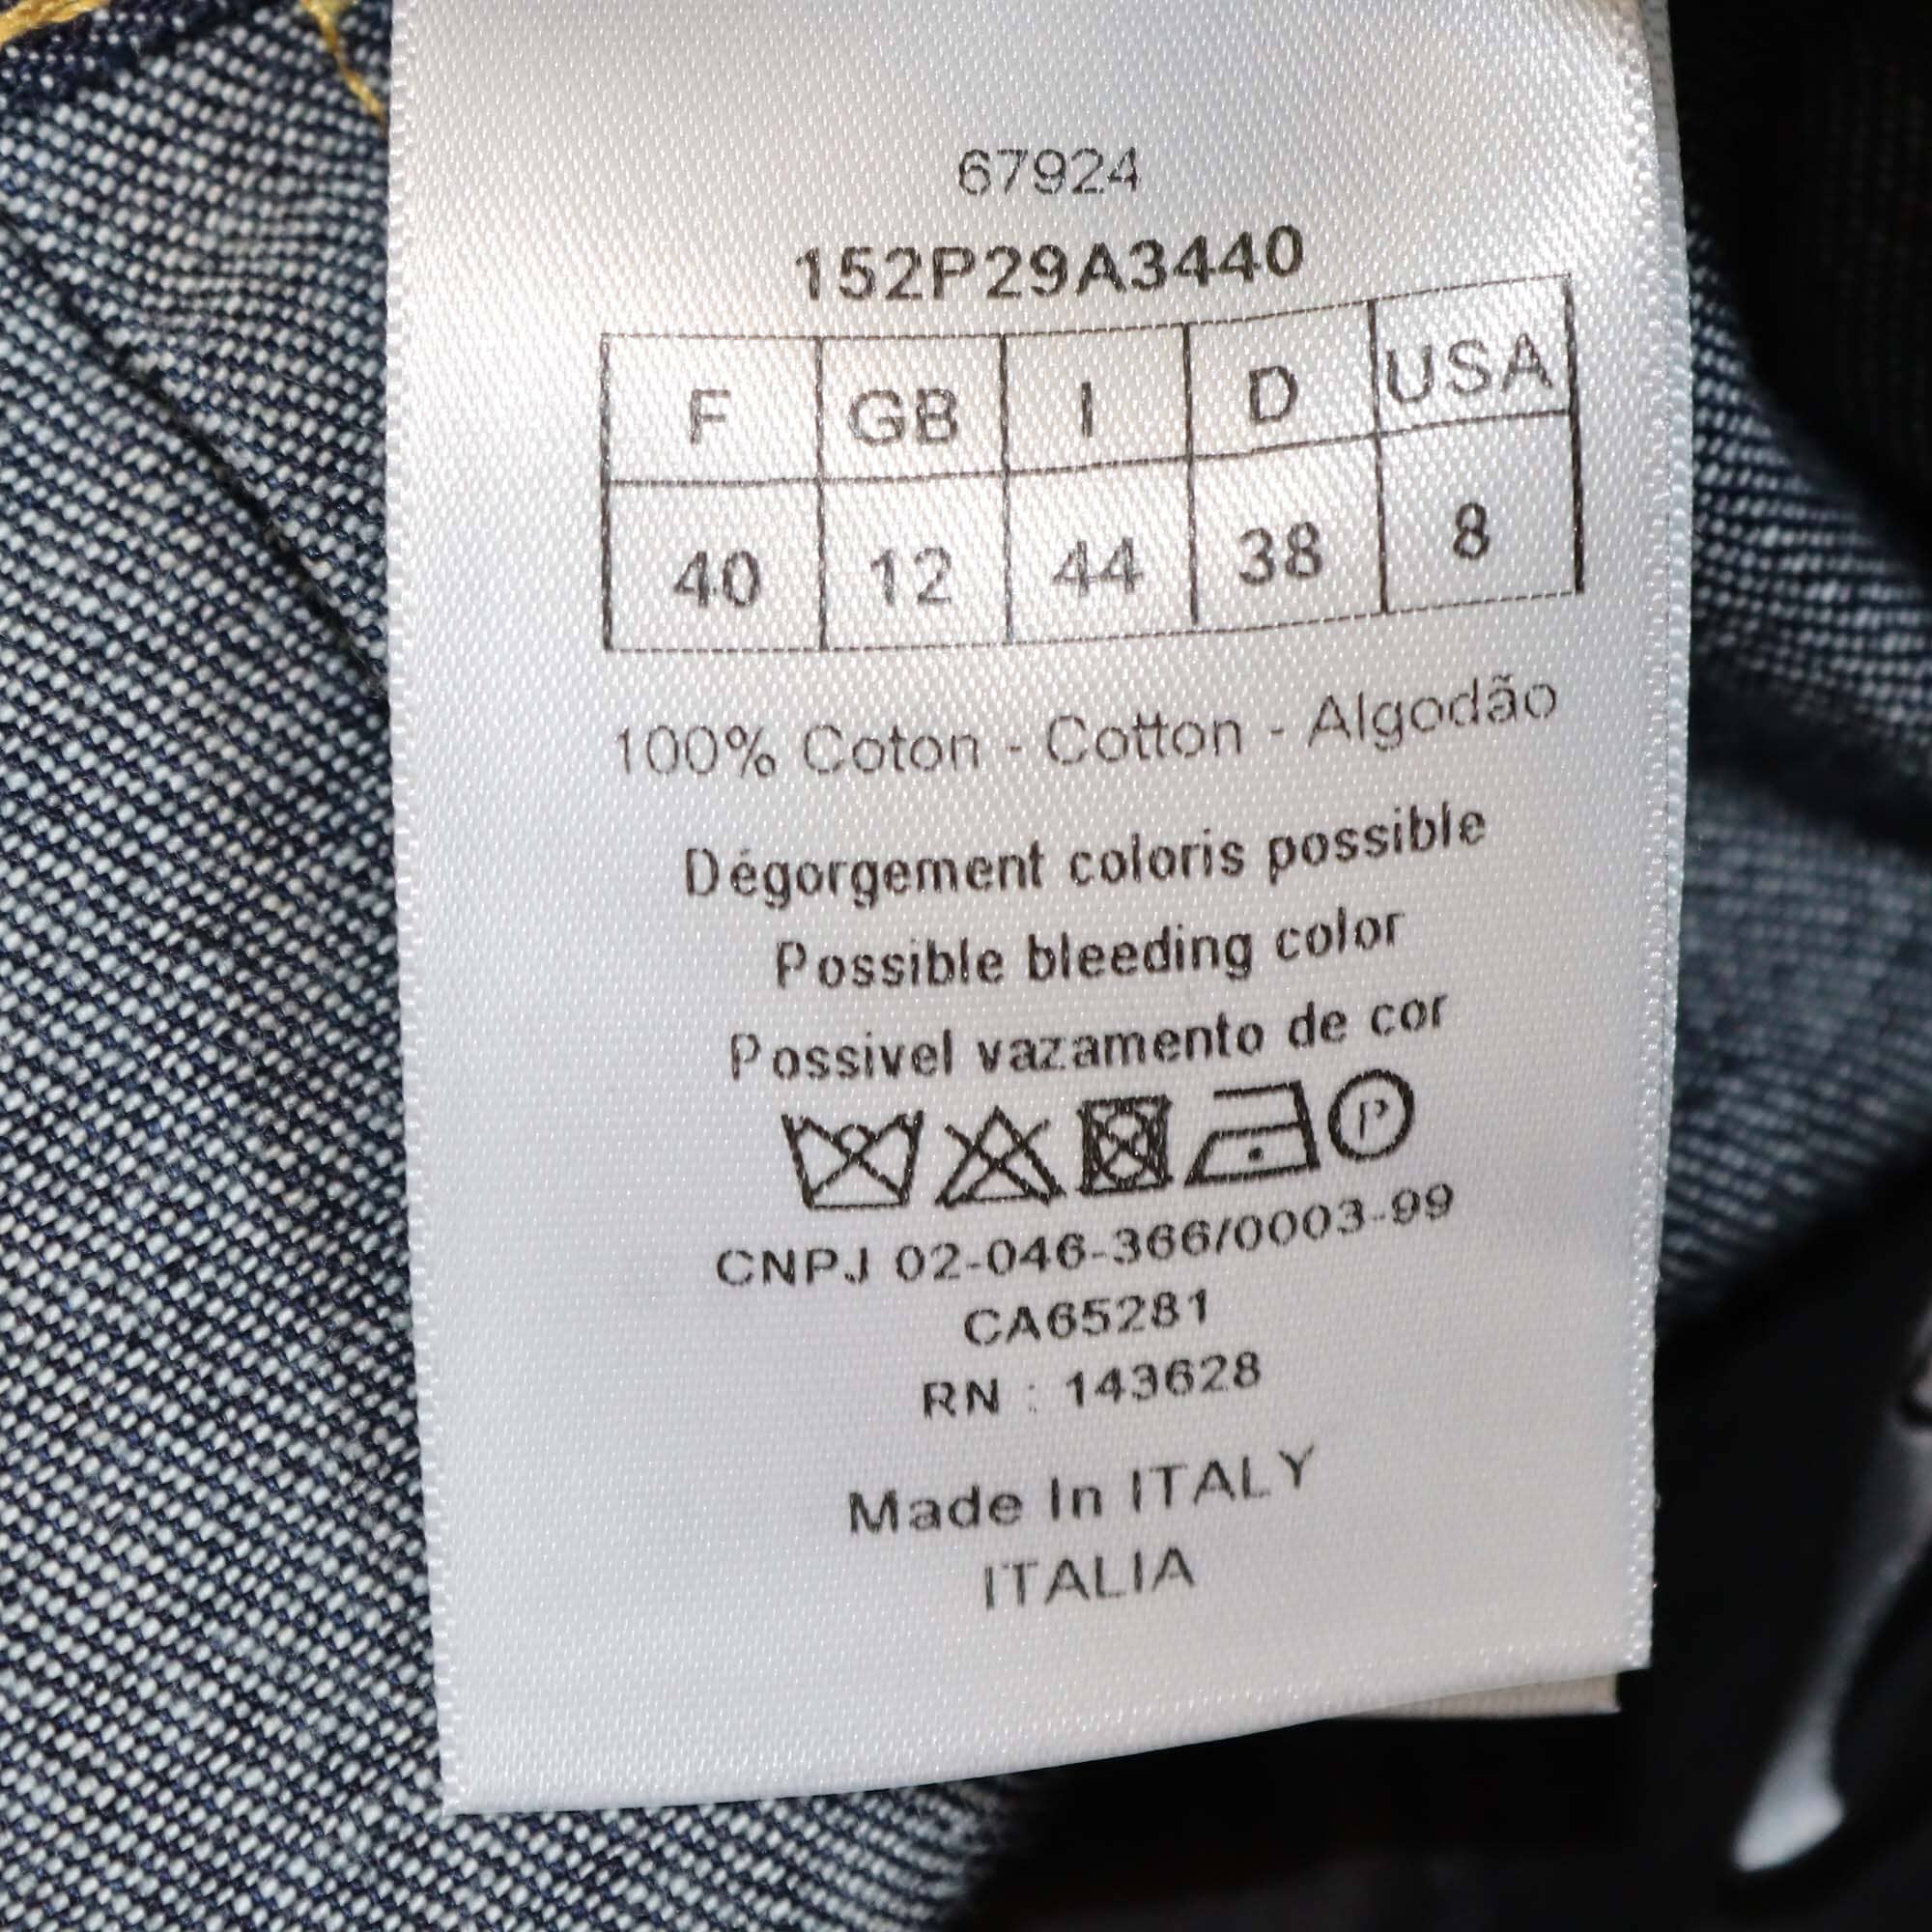 67924
152P29A3440
F GB I D USA
40 12 44 38 8
100% Coton - Cotton - Algodão
Dégorgement coloris possible
Possible bleeding color
Possivel vazamento de cor
P
CNPJ 02-046-366/0003-99
CA65281
RN : 143628
Made In ITALY
ITALIA